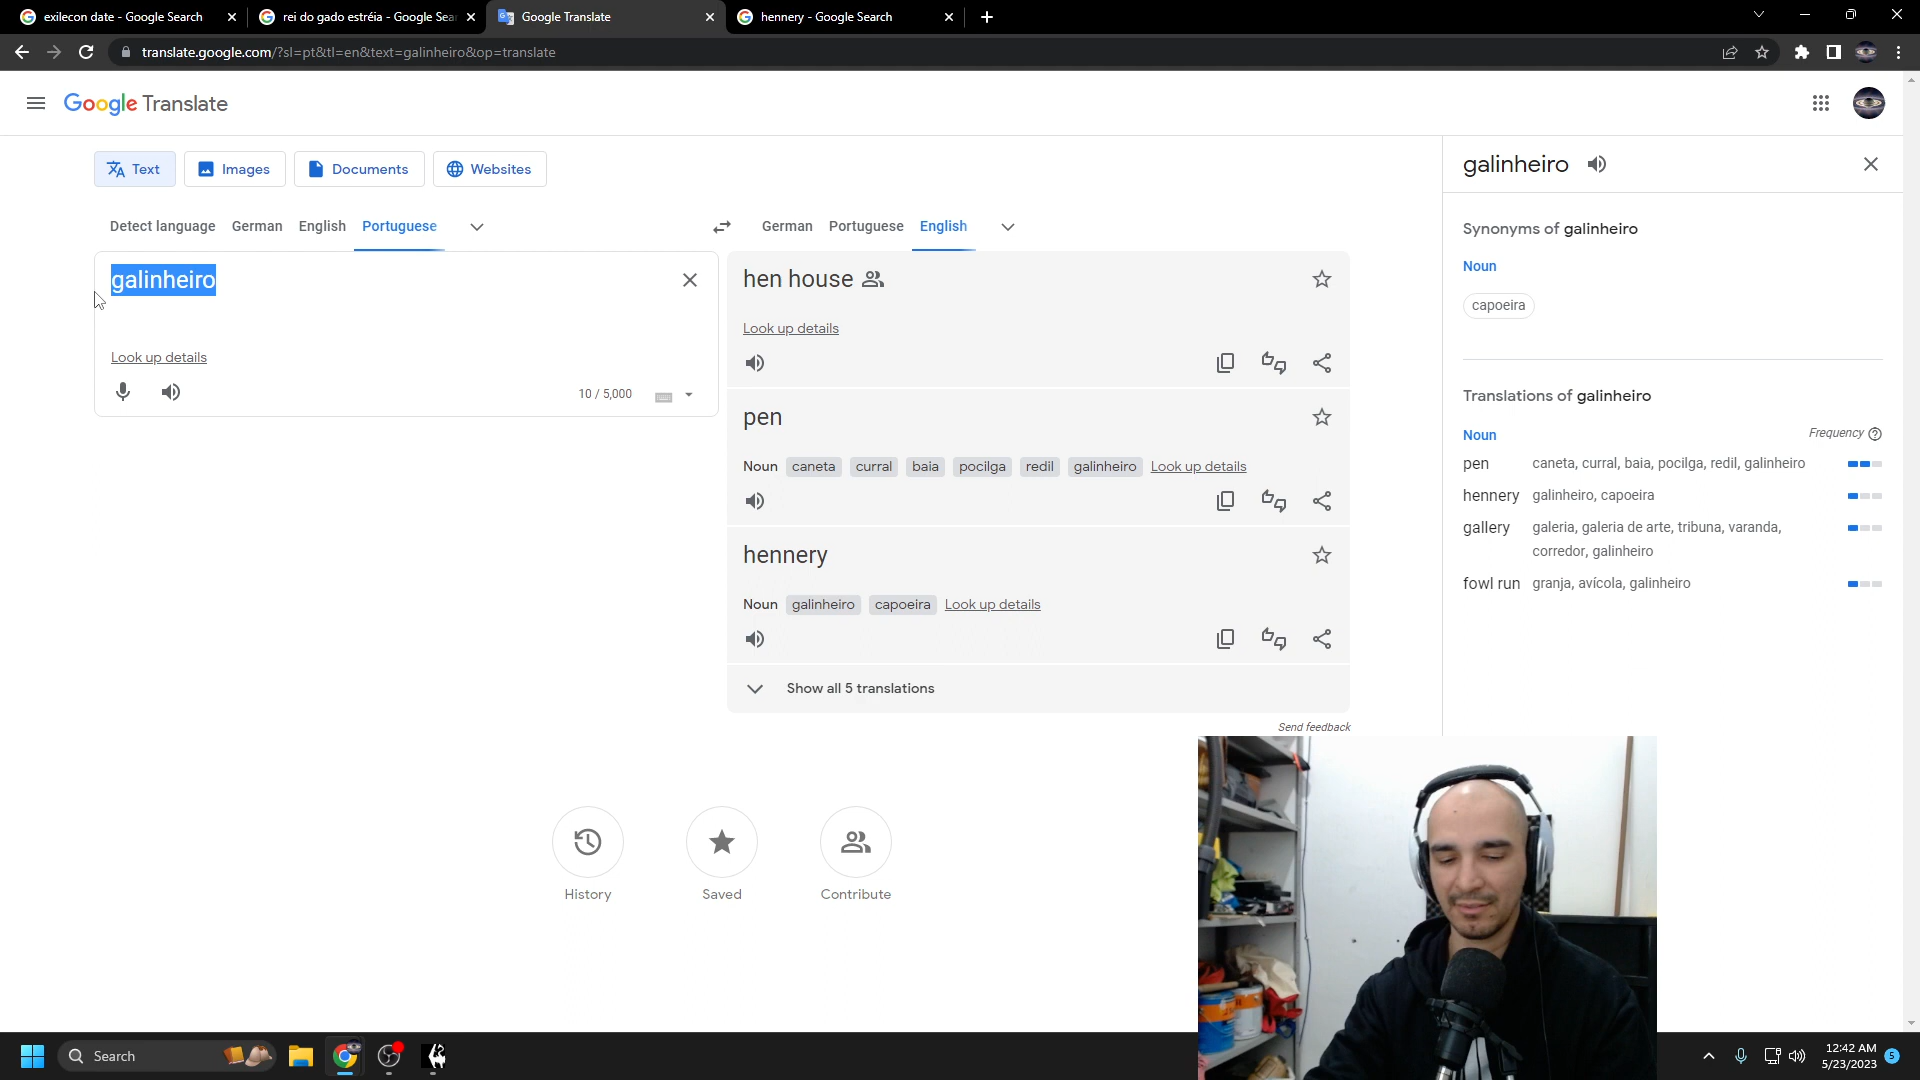 exilecon date - Google Search
rei do gado estréia - Google Sea
Google Translate
hennery - Google Search
translate.google.com/?sl=pt&tl=en&text=galinheiro&op=translate
Google Translate
Text
Images
Documents
Websites
Detect language
German
English
Portuguese
German
Portuguese
English
galinheiro
Look up details
10 / 5,000
hen house
Look up details
pen
Noun caneta curral baia pocilga redil galinheiro Look up details
hennery
Noun galinheiro capoeira Look up details
Show all 5 translations
Send feedback
History
Saved
Contribute
galinheiro
Synonyms of galinheiro
Noun
capoeira
Translations of galinheiro
Noun Frequency
pen caneta, curral, baia, pocilga, redil, galinheiro
hennery galinheiro, capoeira
gallery galeria, galeria de arte, tribuna, varanda,
corredor, galinheiro
fowl run granja, avícola, galinheiro
Search
12:42 AM
5/23/2023
5